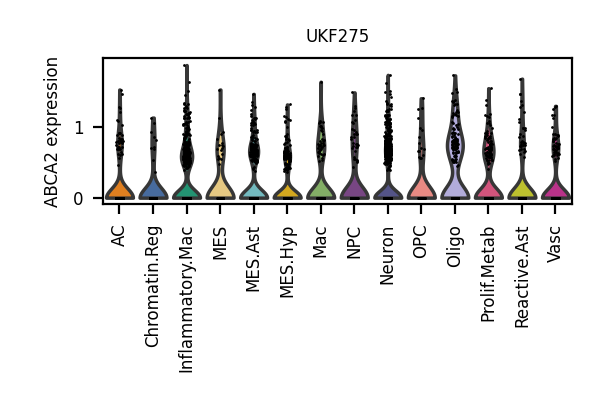 UKF275
ABCA2 expression
1
0
AC
Chromatin.Reg
Inflammatory.Mac
MES
MES.Ast
MES.Hyp
Mac
NPC
Neuron
OPC
Oligo
Prolif.Metab
Reactive.Ast
Vasc